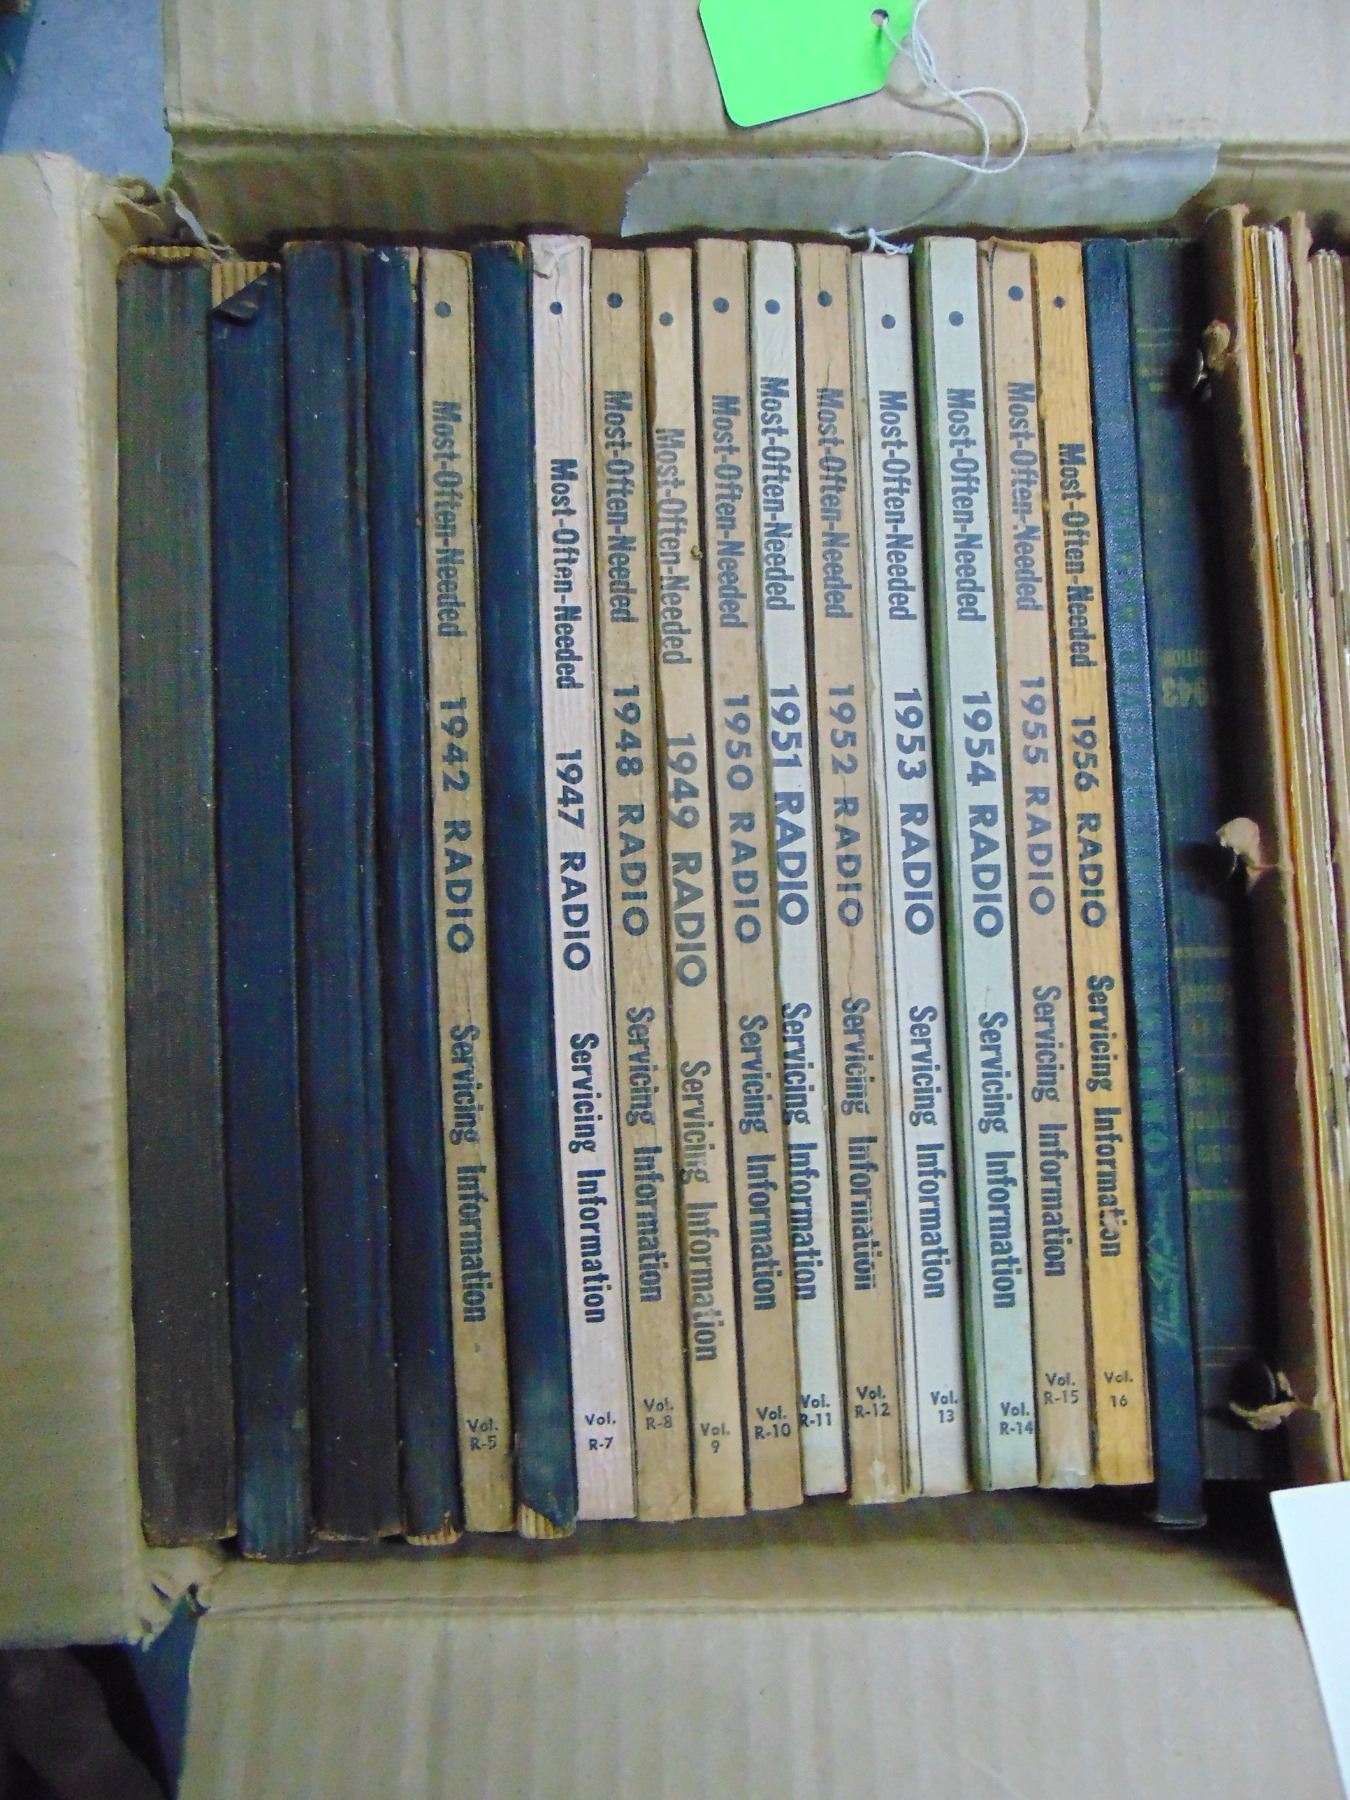 Most-Often-Needed 1942 RADIO Servicing Information
Vol.
R-5
Most-Often-Needed 1947 RADIO Servicing Information
Vol.
R-7
Most-Often-Needed 1948 RADIO Servicing Information
Vol.
R-8
Most-Often-Needed 1949 RADIO Servicing Information
Vol.
9
Most-Often-Needed 1950 RADIO Servicing Information
Vol.
R-10
Most-Often-Needed 1951 RADIO Servicing Information
Vol.
R-11
Most-Often-Needed 1952 RADIO Servicing Information
Vol.
R-12
Most-Often-Needed 1953 RADIO Servicing Information
Vol.
13
Most-Often-Needed 1954 RADIO Servicing Information
Vol.
R-14
Most-Often-Needed 1955 RADIO Servicing Information
Vol.
R-15
Most-Often-Needed 1956 RADIO Servicing Information
Vol.
16
1943